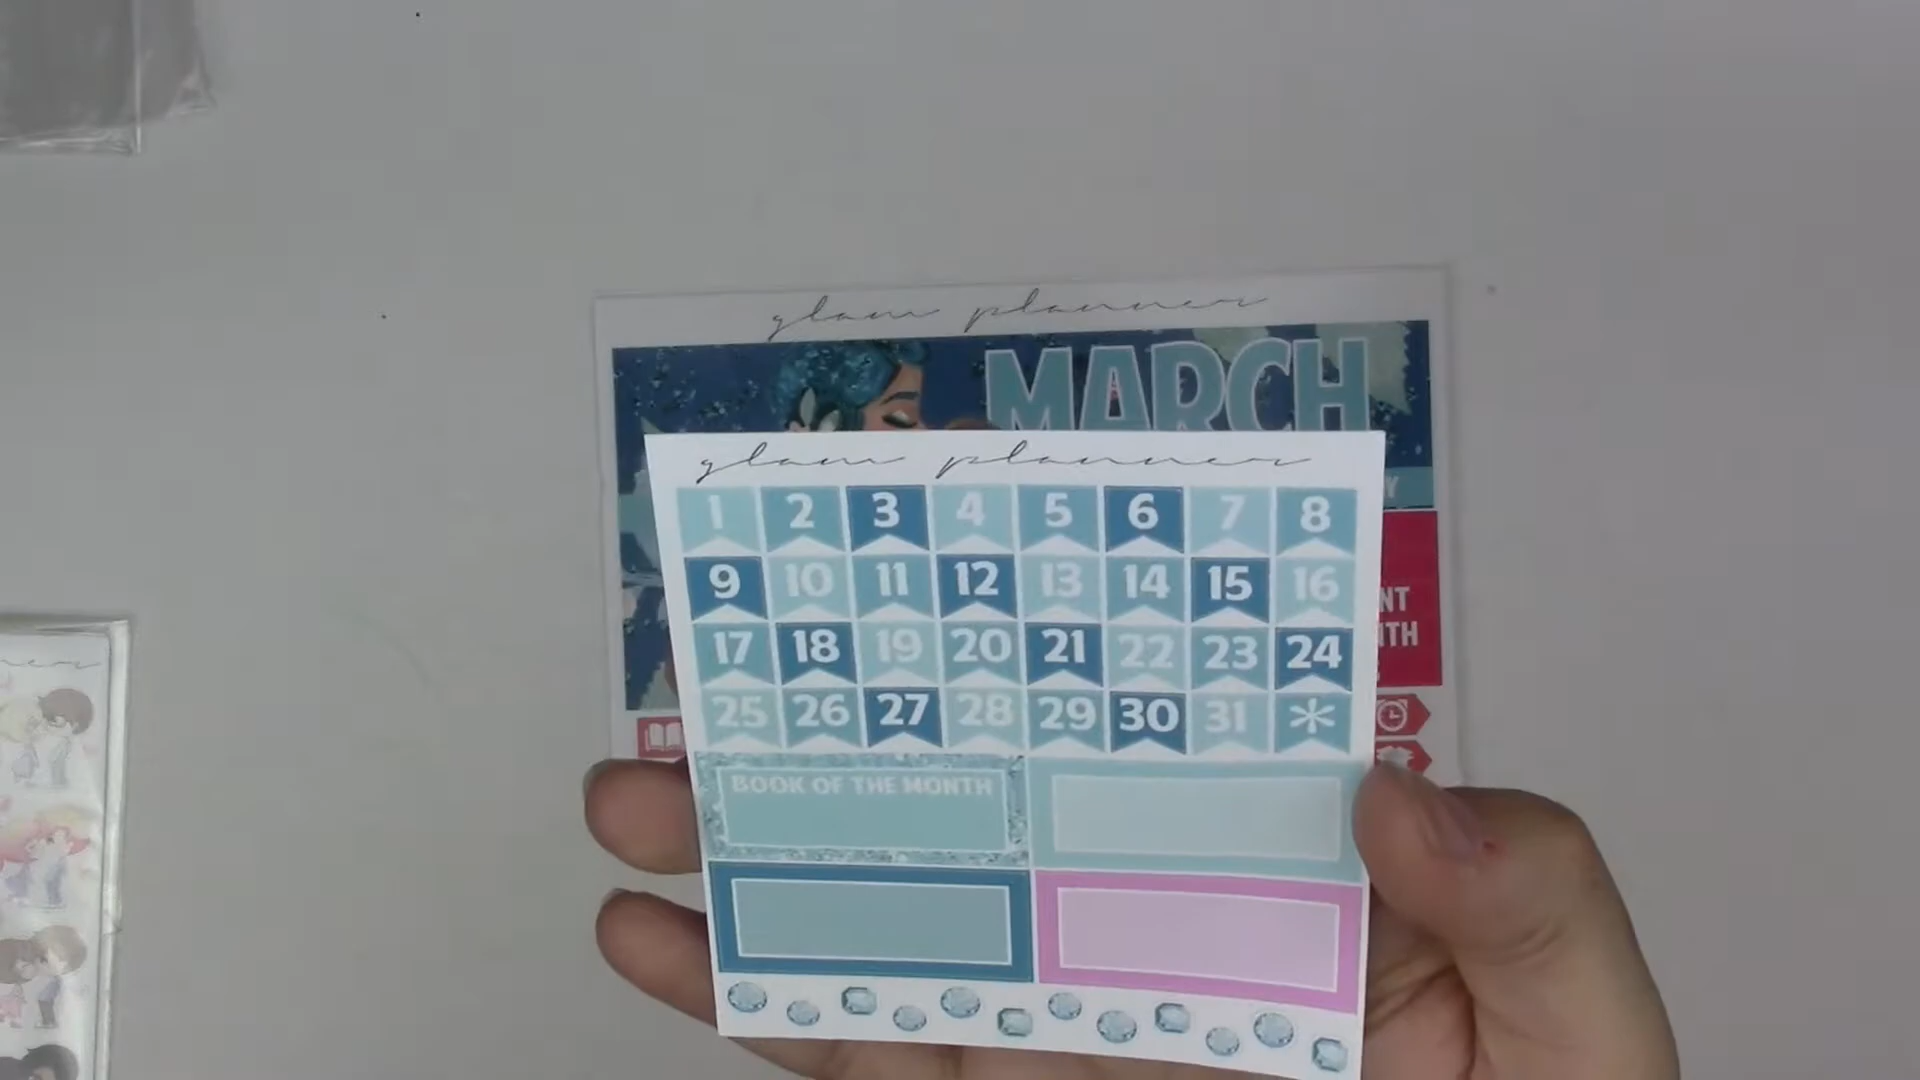 glam planner
MARCH
Y
glam planner
1 2 3 4 5 6 7 8
9 10 11 12 13 14 15 16
NT
17 18 19 20 21 22 23 24
ITH
25 26 27 28 29 30 31 *
BOOK OF THE MONTH